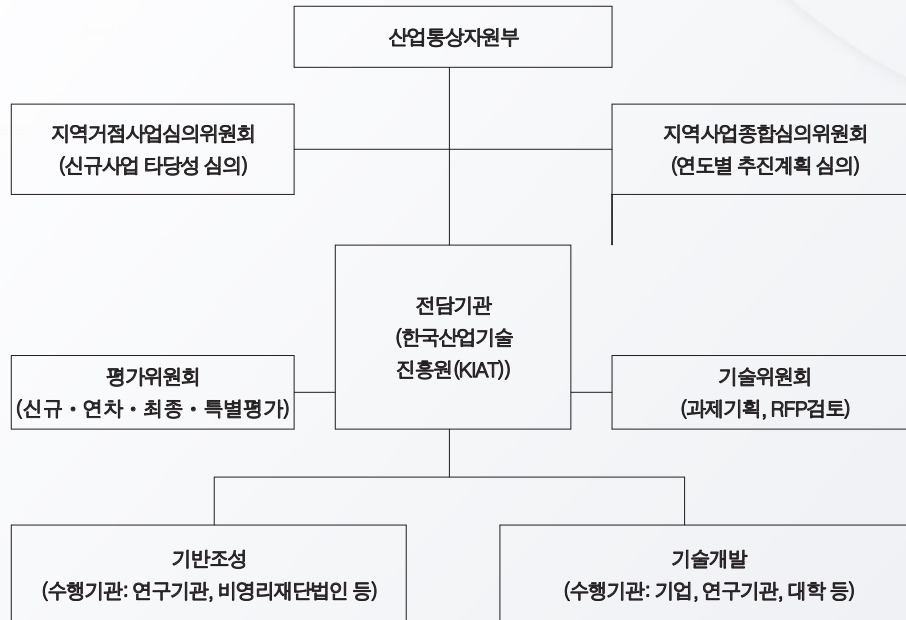 산업통상자원부
지역거점사업심의위원회
(신규사업 타당성 심의)
지역사업종합심의위원회
(연도별 추진계획 심의)
전담기관
(한국산업기술
진흥원(KIAT))
평가위원회
(신규・연차・최종・특별평가)
기술위원회
(과제기획, RFP검토)
기반조성
(수행기관: 연구기관, 비영리재단법인 등)
기술개발
(수행기관: 기업, 연구기관, 대학 등)